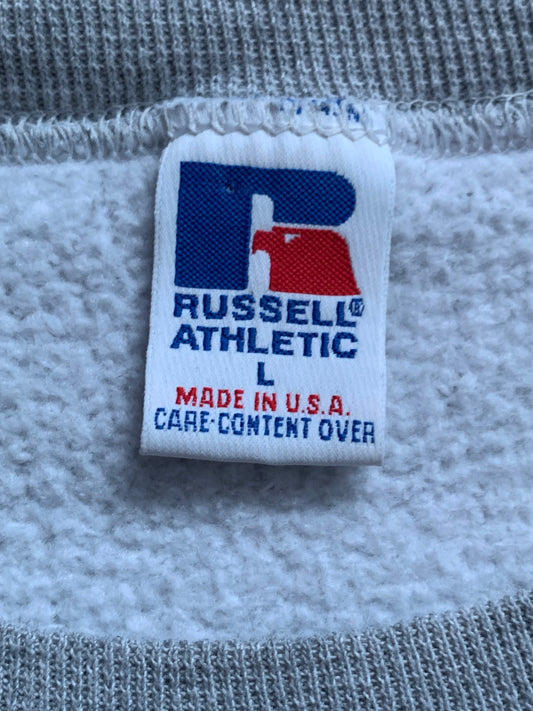 R
RUSSELL®
ATHLETIC
L
MADE IN U.S.A.
CARE·CONTENT OVER